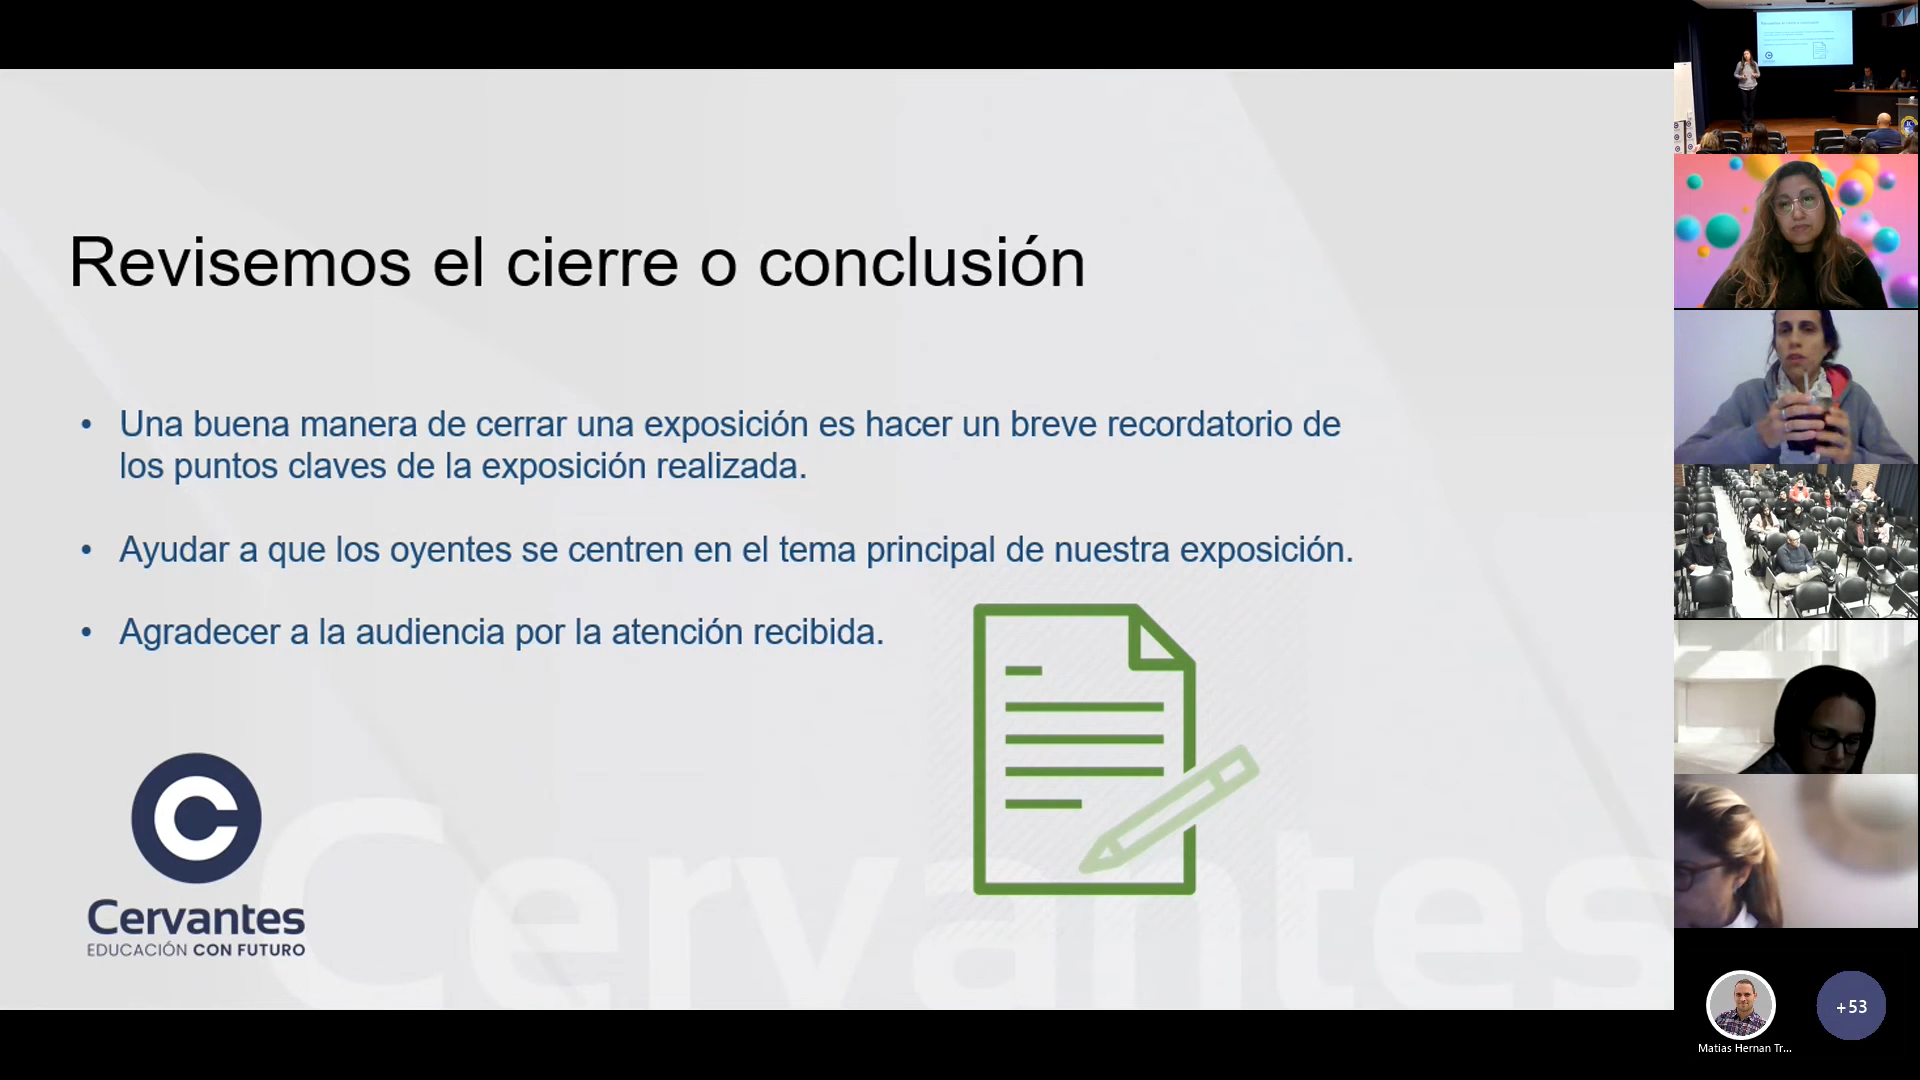 Revisemos el cierre o conclusión
• Una buena manera de cerrar una exposición es hacer un breve recordatorio de
los puntos claves de la exposición realizada.
• Ayudar a que los oyentes se centren en el tema principal de nuestra exposición.
• Agradecer a la audiencia por la atención recibida.
Cervantes
EDUCACIÓN CON FUTURO
Cervantes
Matias Hernan Tr...
+53